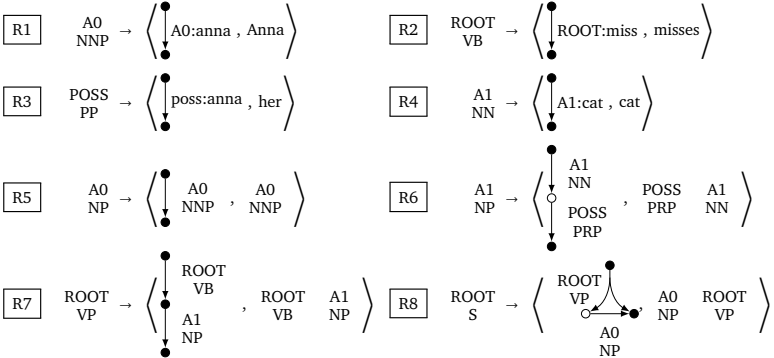 R1 A0 NNP → ⟨ A0:anna , Anna ⟩
R2 ROOT VB → ⟨ ROOT:miss , misses ⟩
R3 POSS PP → ⟨ poss:anna , her ⟩
R4 A1 NN → ⟨ A1:cat , cat ⟩
R5 A0 NP → ⟨ A0 NNP , A0 NNP ⟩
R6 A1 NP → ⟨ A1 NN POSS PRP , POSS PRP A1 NN ⟩
R7 ROOT VP → ⟨ ROOT VB A1 NP , ROOT VB A1 NP ⟩
R8 ROOT S → ⟨ ROOT VP A0 NP , A0 NP ROOT VP ⟩